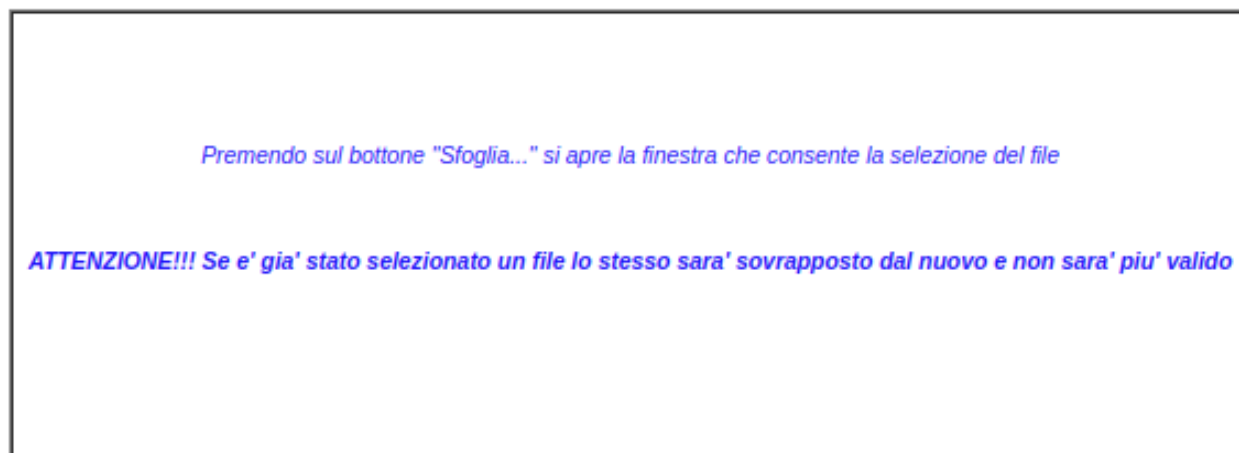 Premendo sul bottone "Sfoglia..." si apre la finestra che consente la selezione del file
ATTENZIONE!!! Se e' gia' stato selezionato un file lo stesso sara' sovrapposto dal nuovo e non sara' piu' valido